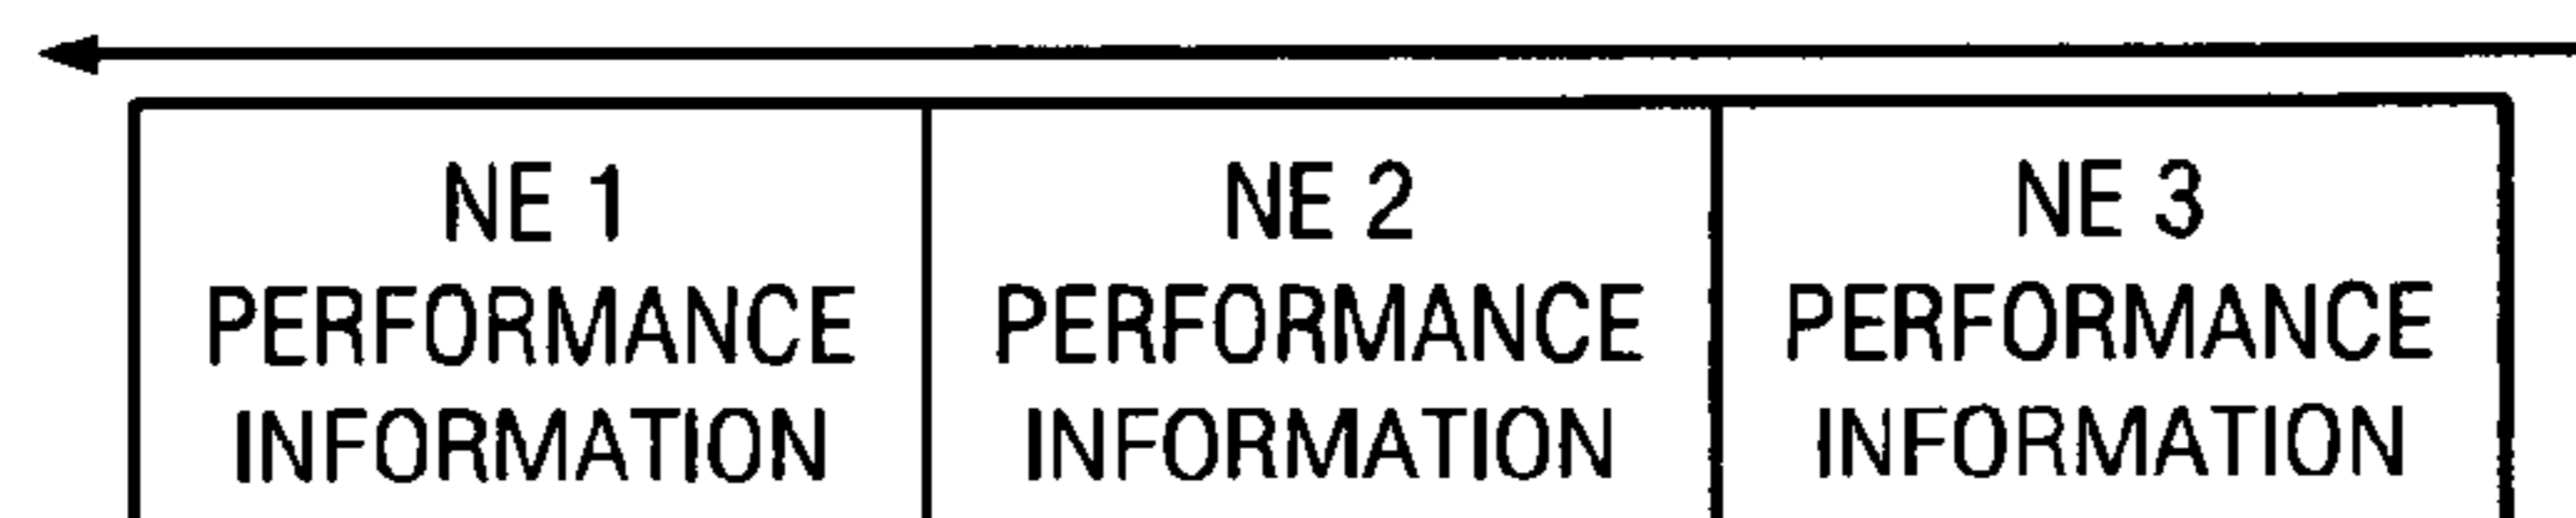 NE 1
PERFORMANCE
INFORMATION
NE 2
PERFORMANCE
INFORMATION
NE 3
PERFORMANCE
INFORMATION